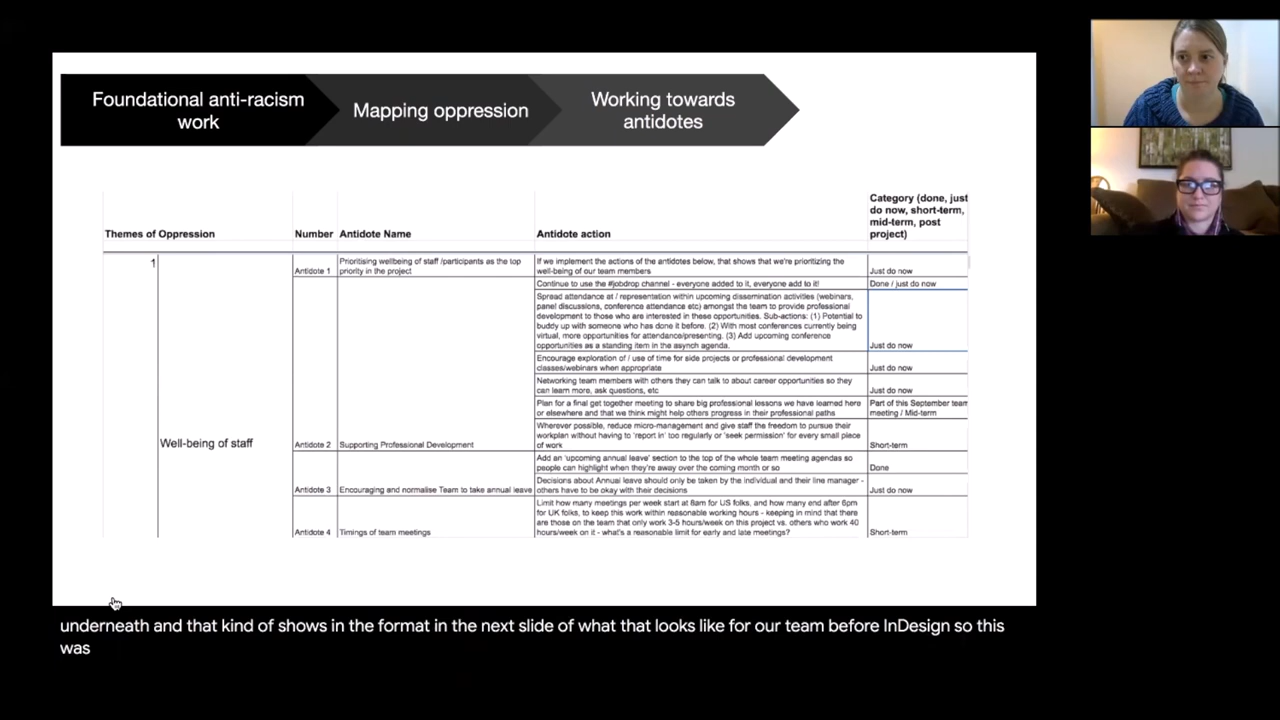 Foundational anti-racism
work
Mapping oppression
Working towards
antidotes
Themes of Oppression
Number
Antidote Name
Antidote action
Category (done, just
do now, short-term,
mid-term, post
project)
1
Well-being of staff
Antidote 1
Prioritising wellbeing of staff /participants as the top
priority in the project
If we implement the actions of the antidotes below, that shows that we're prioritizing the
well-being of our team members
Just do now
Continue to use the #jobdrop channel - everyone added to it, everyone add to it!
Done / just do now
Spread attendance at / representation within upcoming dissemination activities (webinars,
panel discussions, conference attendance etc) amongst the team to provide professional
development to those who are interested in these opportunities. Sub-actions: (1) Potential to
buddy up with someone who has done it before. (2) With most conferences currently being
virtual, more opportunities for attendance/presenting. (3) Add upcoming conference
opportunities as a standing item in the asynch agenda.
Just do now
Encourage exploration of / use of time for side projects or professional development
classes/webinars when appropriate
Just do now
Networking team members with others they can talk to about career opportunities so they
can learn more, ask questions, etc
Just do now
Plan for a final get together meeting to share big professional lessons we have learned here
or elsewhere and that we think might help others progress in their professional paths
Part of this September team
meeting / Mid-term
Antidote 2
Supporting Professional Development
Wherever possible, reduce micro-management and give staff the freedom to pursue their
workplan without having to 'report in' too regularly or 'seek permission' for every small piece
of work
Short-term
Add an 'upcoming annual leave' section to the top of the whole team meeting agendas so
people can highlight when they're away over the coming month or so
Done
Antidote 3
Encouraging and normalise Team to take annual leave
Decisions about Annual leave should only be taken by the individual and their line manager -
others have to be okay with their decisions
Just do now
Antidote 4
Timings of team meetings
Limit how many meetings per week start at 8am for US folks, and how many end after 6pm
for UK folks, to keep this work within reasonable working hours - keeping in mind that there
are those on the team that only work 3-5 hours/week on this project vs. others who work 40
hours/week on it - what's a reasonable limit for early and late meetings?
Short-term
underneath and that kind of shows in the format in the next slide of what that looks like for our team before InDesign so this
was